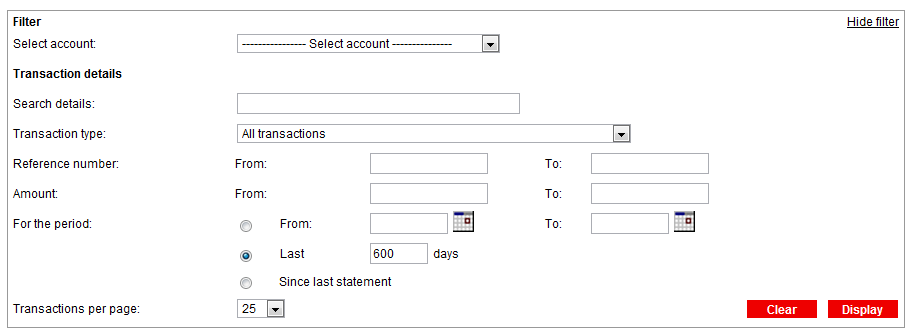 Filter Hide filter
Select account: ---------------- Select account ---------------
Transaction details
Search details:
Transaction type: All transactions
Reference number: From: To:
Amount: From: To:
For the period: From: To:
Last 600 days
Since last statement
Transactions per page: 25 Clear Display